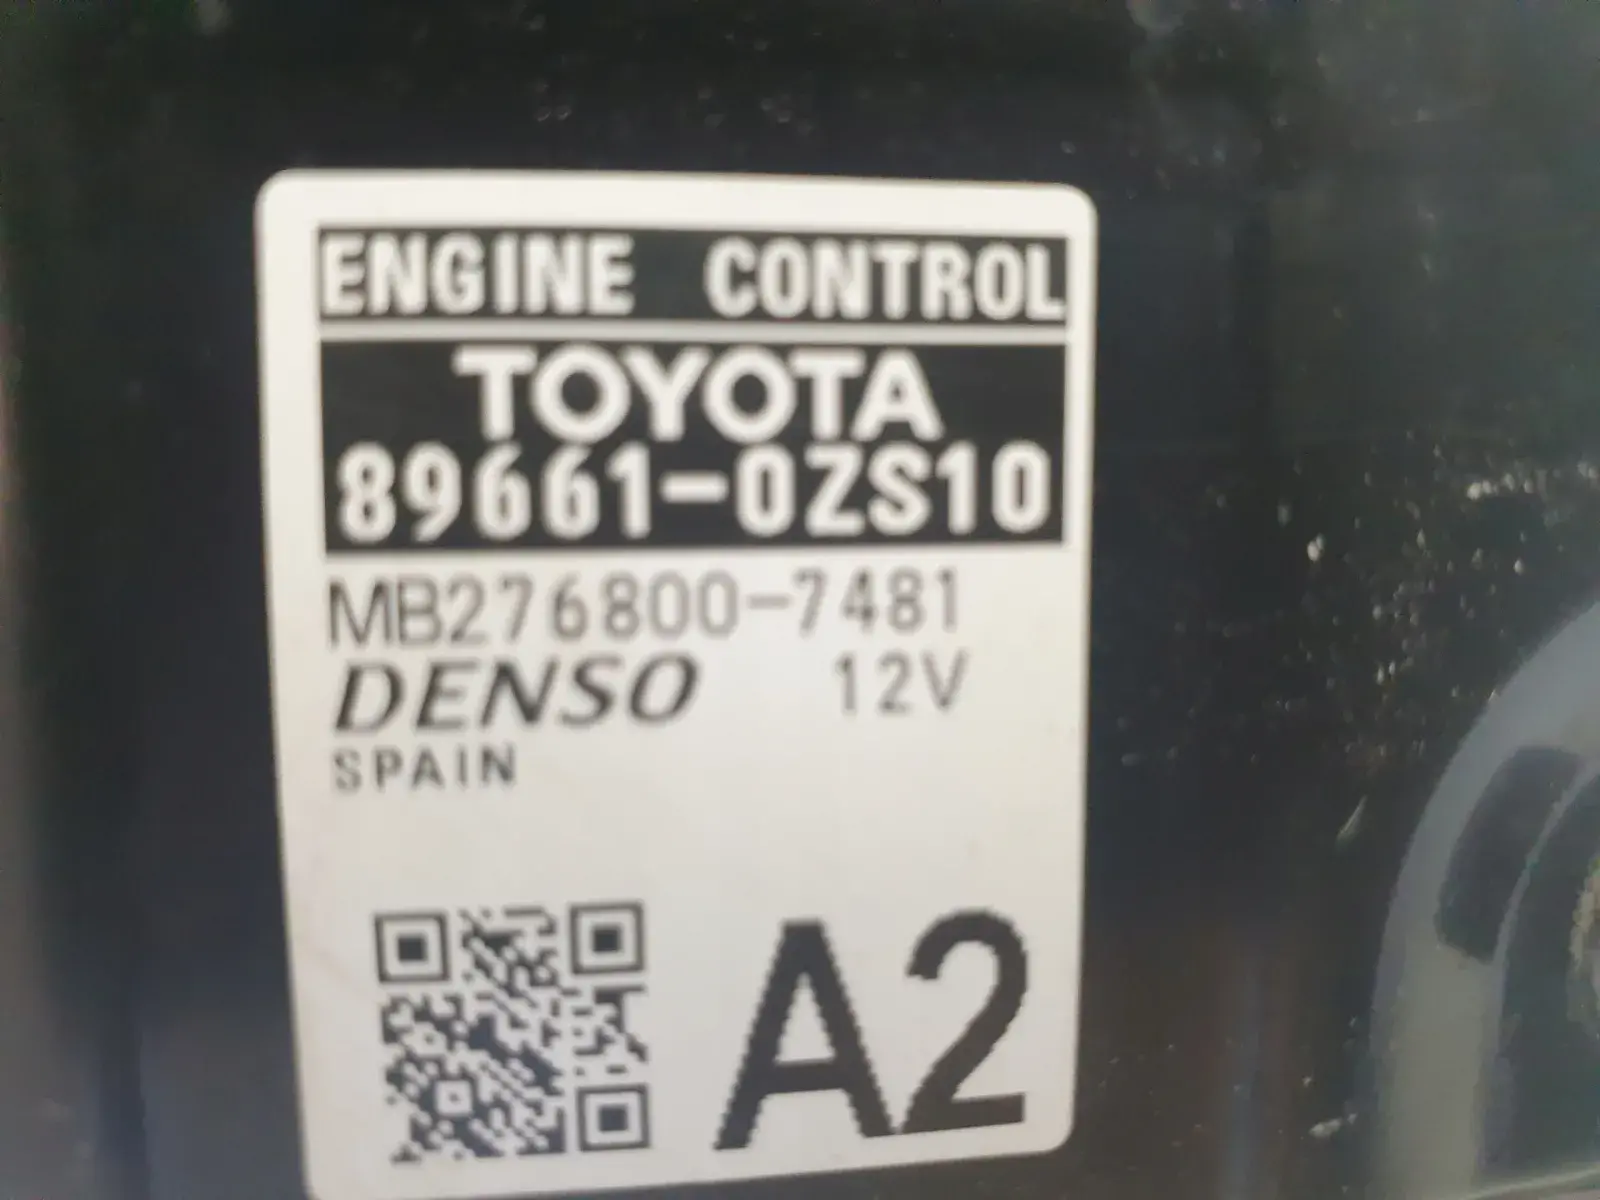 ENGINE CONTROL
TOYOTA
89661-0ZS10
MB276800-7481
DENSO 12V
SPAIN
A2